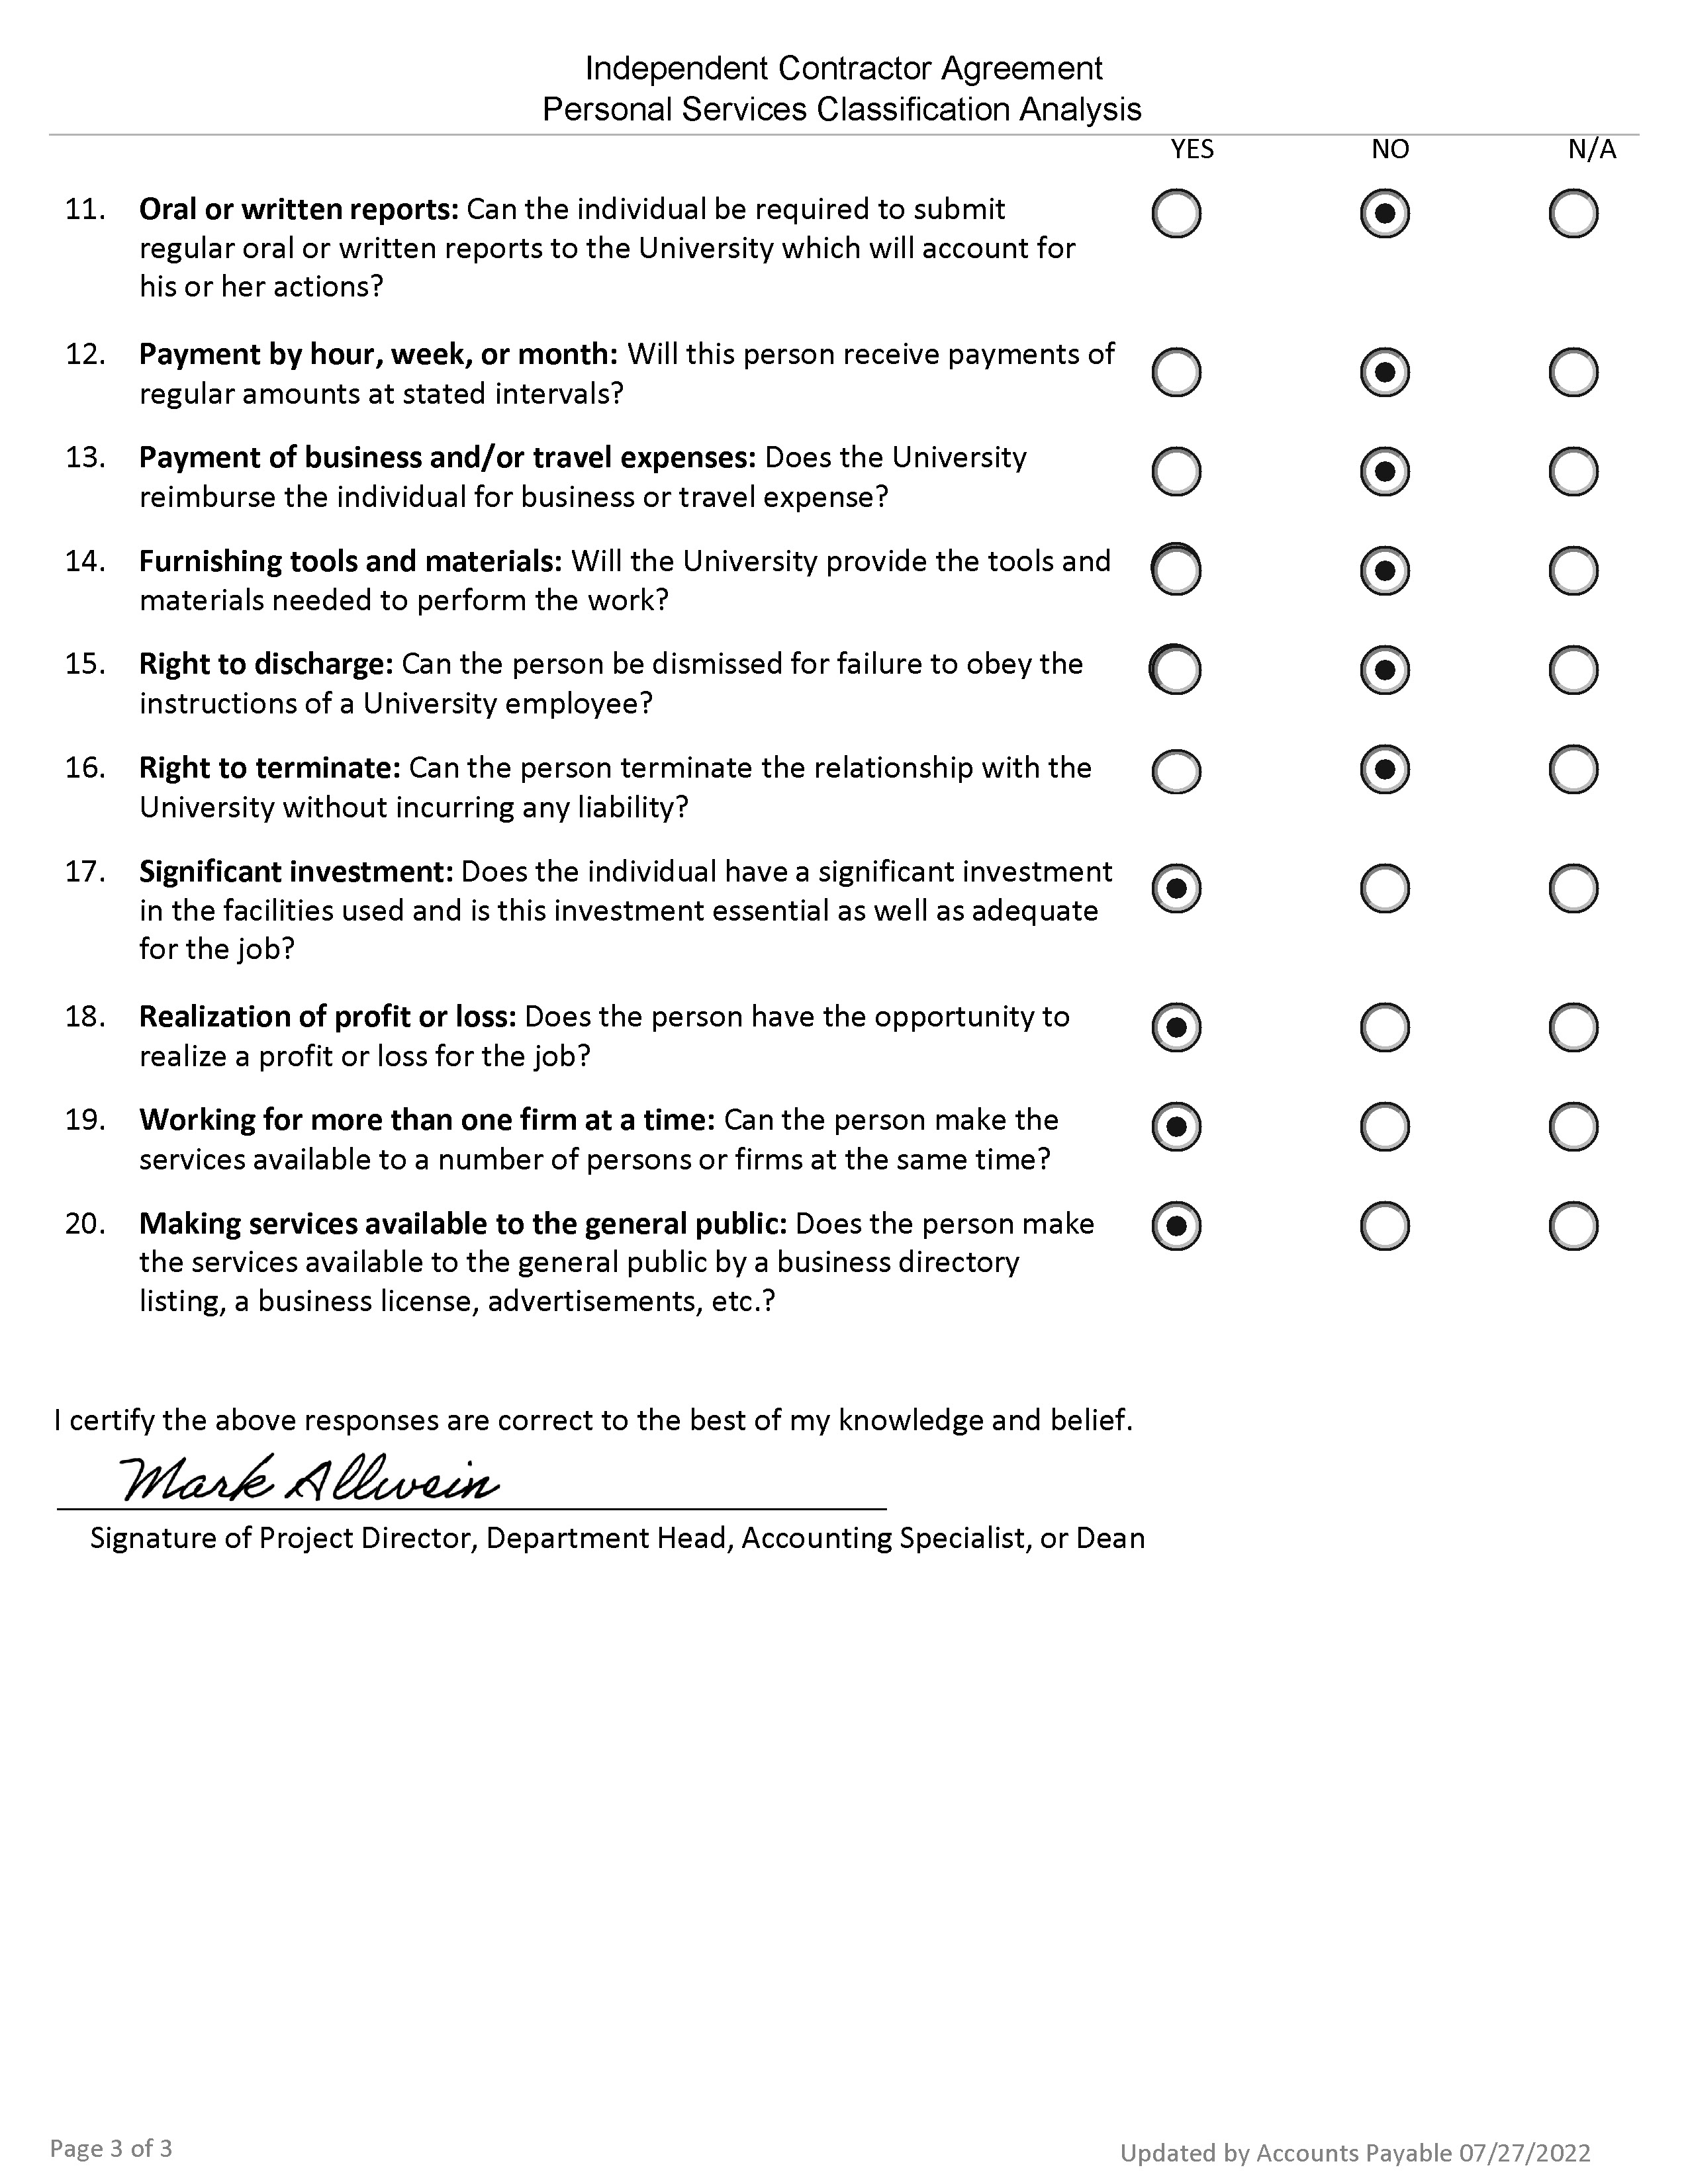 Independent Contractor Agreement
Personal Services Classification Analysis
YES NO N/A
11. Oral or written reports: Can the individual be required to submit
regular oral or written reports to the University which will account for
his or her actions?
12. Payment by hour, week, or month: Will this person receive payments of
regular amounts at stated intervals?
13. Payment of business and/or travel expenses: Does the University
reimburse the individual for business or travel expense?
14. Furnishing tools and materials: Will the University provide the tools and
materials needed to perform the work?
15. Right to discharge: Can the person be dismissed for failure to obey the
instructions of a University employee?
16. Right to terminate: Can the person terminate the relationship with the
University without incurring any liability?
17. Significant investment: Does the individual have a significant investment
in the facilities used and is this investment essential as well as adequate
for the job?
18. Realization of profit or loss: Does the person have the opportunity to
realize a profit or loss for the job?
19. Working for more than one firm at a time: Can the person make the
services available to a number of persons or firms at the same time?
20. Making services available to the general public: Does the person make
the services available to the general public by a business directory
listing, a business license, advertisements, etc.?
I certify the above responses are correct to the best of my knowledge and belief.
Mark Allwein
Signature of Project Director, Department Head, Accounting Specialist, or Dean
Page 3 of 3
Updated by Accounts Payable 07/27/2022